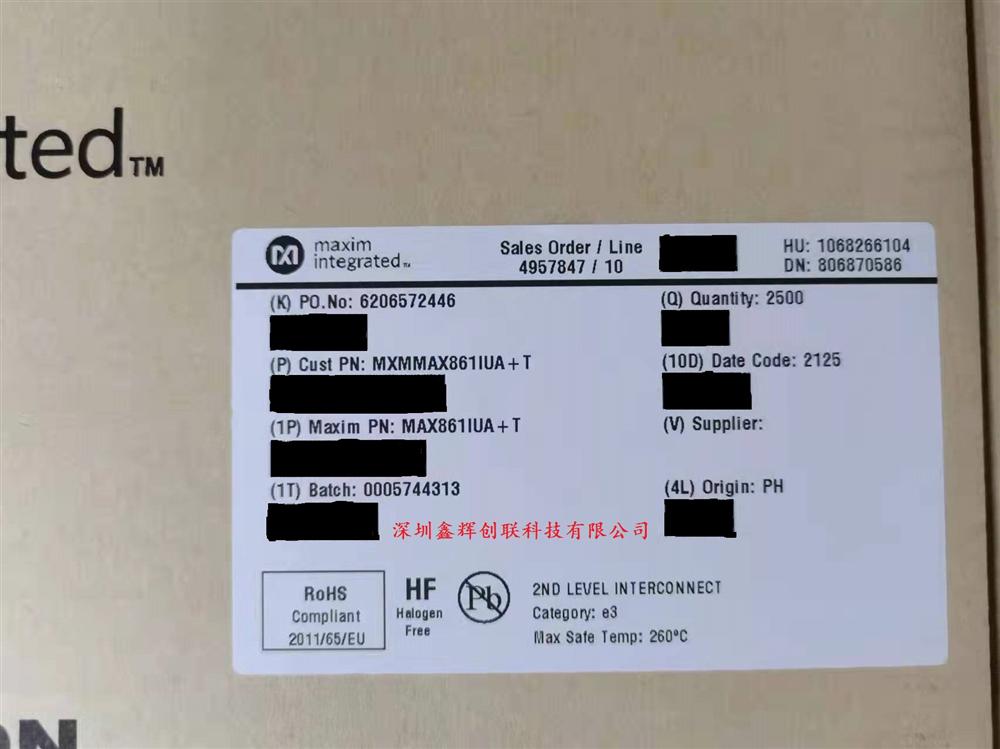 ted™
maxim
integrated™
Sales Order / Line
4957847 / 10
HU: 1068266104
DN: 806870586
(K) PO.No: 6206572446
(Q) Quantity: 2500
(P) Cust PN: MXMMAX861IUA+T
(10D) Date Code: 2125
(1P) Maxim PN: MAX861IUA+T
(V) Supplier:
(1T) Batch: 0005744313
(4L) Origin: PH
深圳鑫辉创联科技有限公司
RoHS
Compliant
2011/65/EU
HF
Halogen
Free
Pb
2ND LEVEL INTERCONNECT
Category: e3
Max Safe Temp: 260ºC